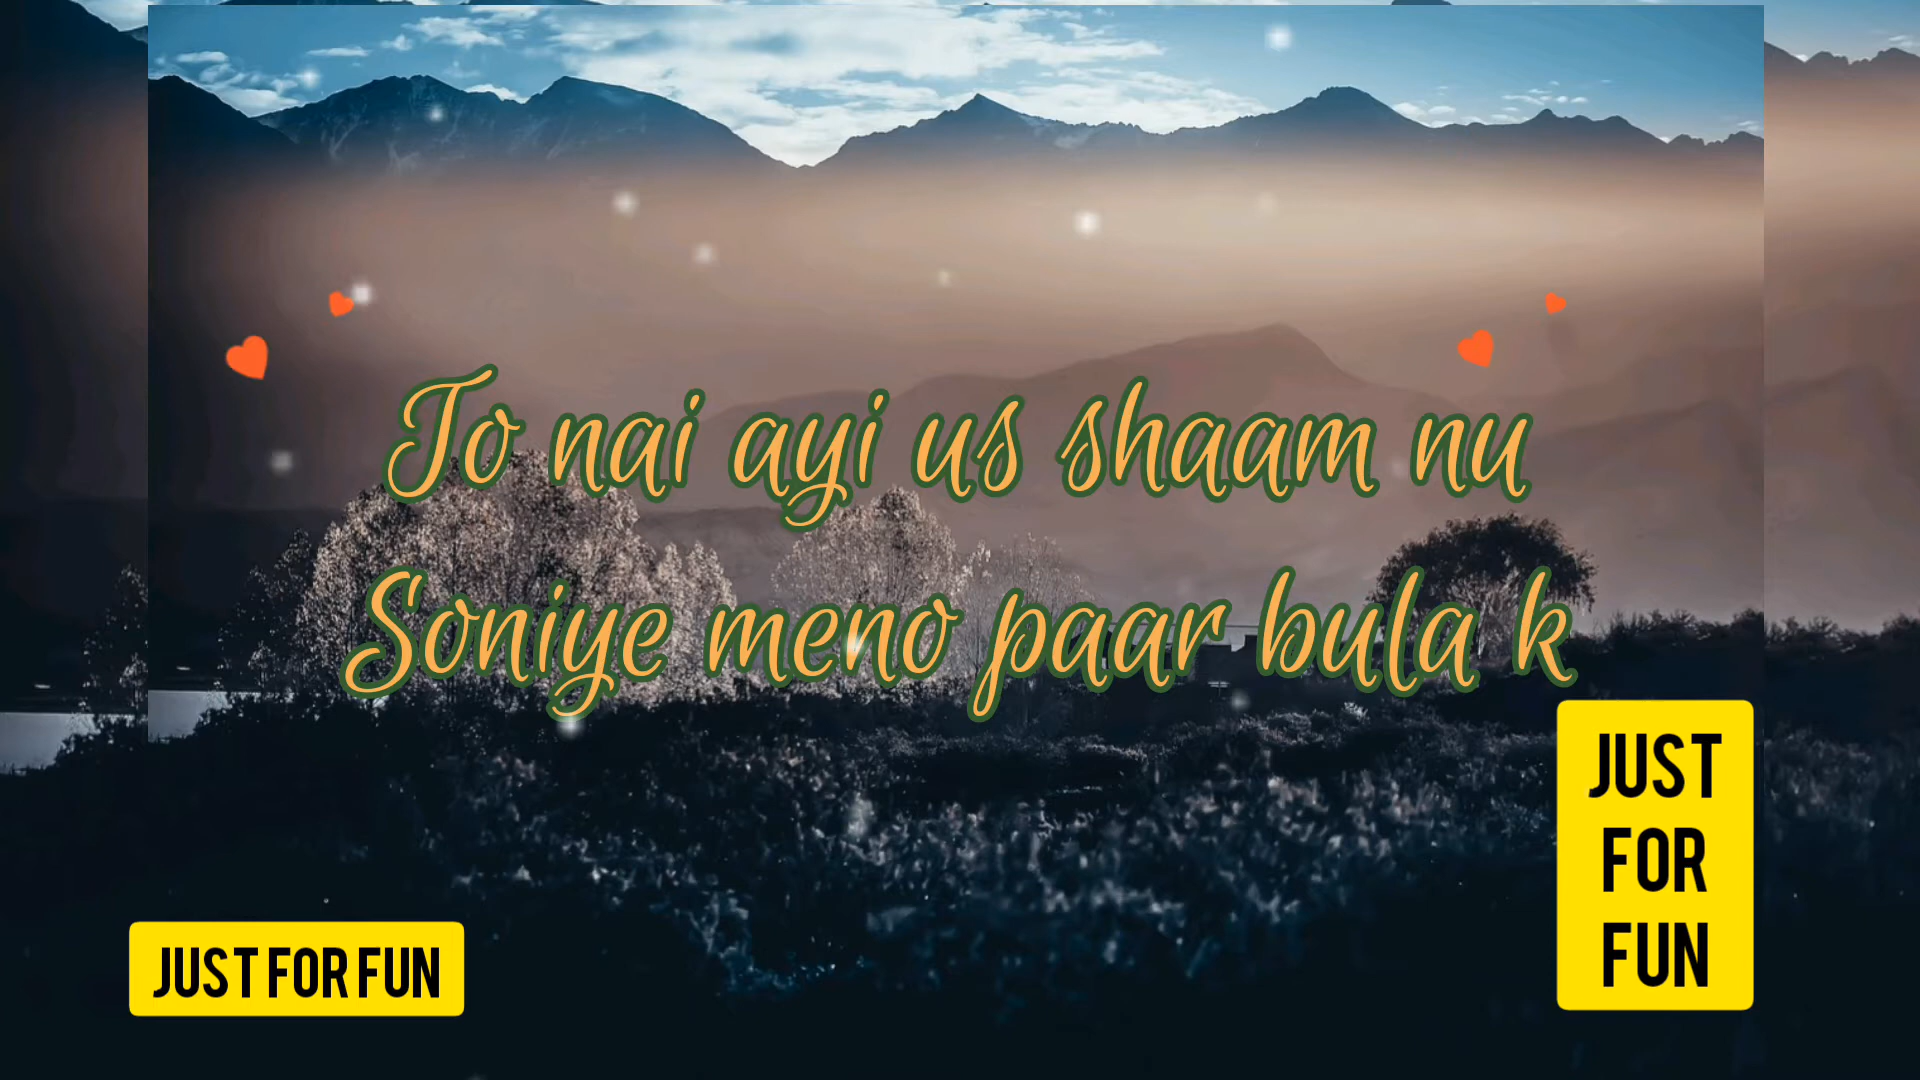 To nai ayi us shaam nu
Soniye meno paar bula k
JUST
FOR
FUN
JUST FOR FUN